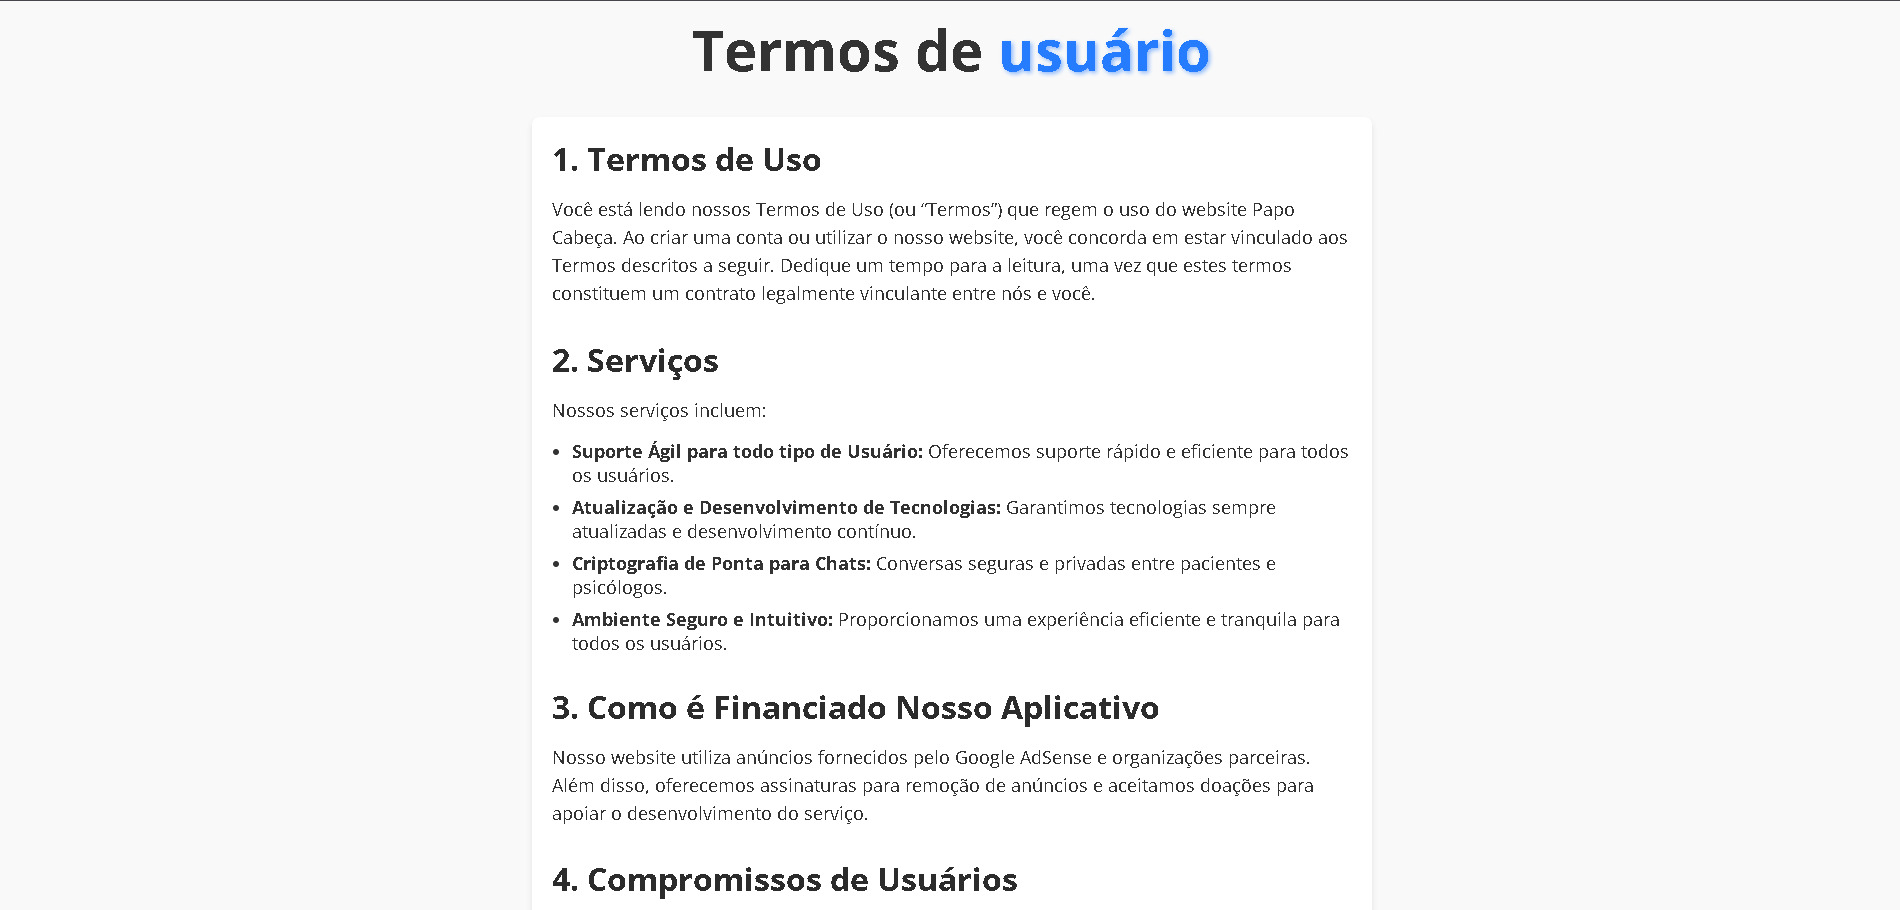 Termos de usuário
1. Termos de Uso
Você está lendo nossos Termos de Uso (ou “Termos”) que regem o uso do website Papo
Cabeça. Ao criar uma conta ou utilizar o nosso website, você concorda em estar vinculado aos
Termos descritos a seguir. Dedique um tempo para a leitura, uma vez que estes termos
constituem um contrato legalmente vinculante entre nós e você.
2. Serviços
Nossos serviços incluem:
• Suporte Ágil para todo tipo de Usuário: Oferecemos suporte rápido e eficiente para todos
os usuários.
• Atualização e Desenvolvimento de Tecnologias: Garantimos tecnologias sempre
atualizadas e desenvolvimento contínuo.
• Criptografia de Ponta para Chats: Conversas seguras e privadas entre pacientes e
psicólogos.
• Ambiente Seguro e Intuitivo: Proporcionamos uma experiência eficiente e tranquila para
todos os usuários.
3. Como é Financiado Nosso Aplicativo
Nosso website utiliza anúncios fornecidos pelo Google AdSense e organizações parceiras.
Além disso, oferecemos assinaturas para remoção de anúncios e aceitamos doações para
apoiar o desenvolvimento do serviço.
4. Compromissos de Usuários